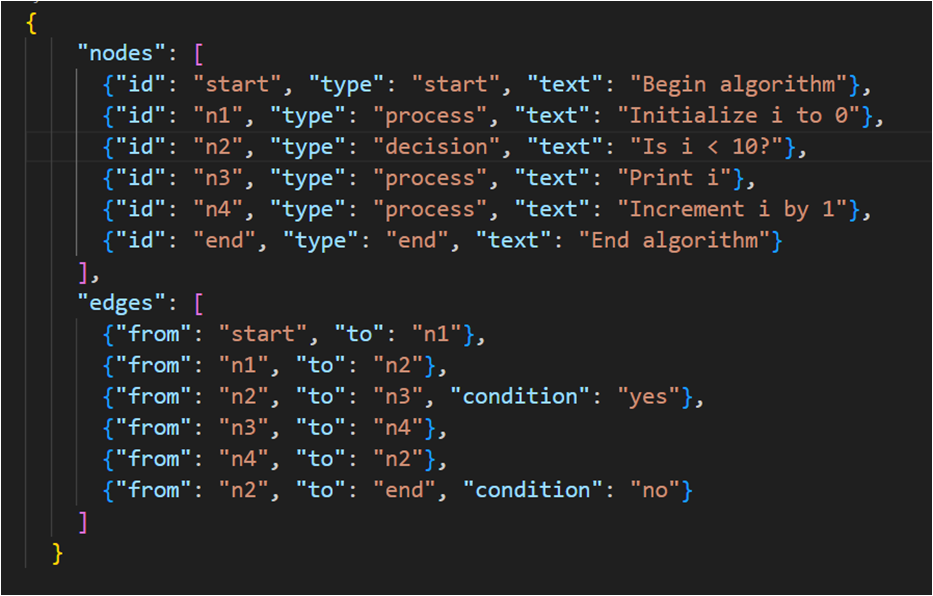 {
"nodes": [
{"id": "start", "type": "start", "text": "Begin algorithm"},
{"id": "n1", "type": "process", "text": "Initialize i to 0"},
{"id": "n2", "type": "decision", "text": "Is i < 10?"},
{"id": "n3", "type": "process", "text": "Print i"},
{"id": "n4", "type": "process", "text": "Increment i by 1"},
{"id": "end", "type": "end", "text": "End algorithm"}
],
"edges": [
{"from": "start", "to": "n1"},
{"from": "n1", "to": "n2"},
{"from": "n2", "to": "n3", "condition": "yes"},
{"from": "n3", "to": "n4"},
{"from": "n4", "to": "n2"},
{"from": "n2", "to": "end", "condition": "no"}
]
}